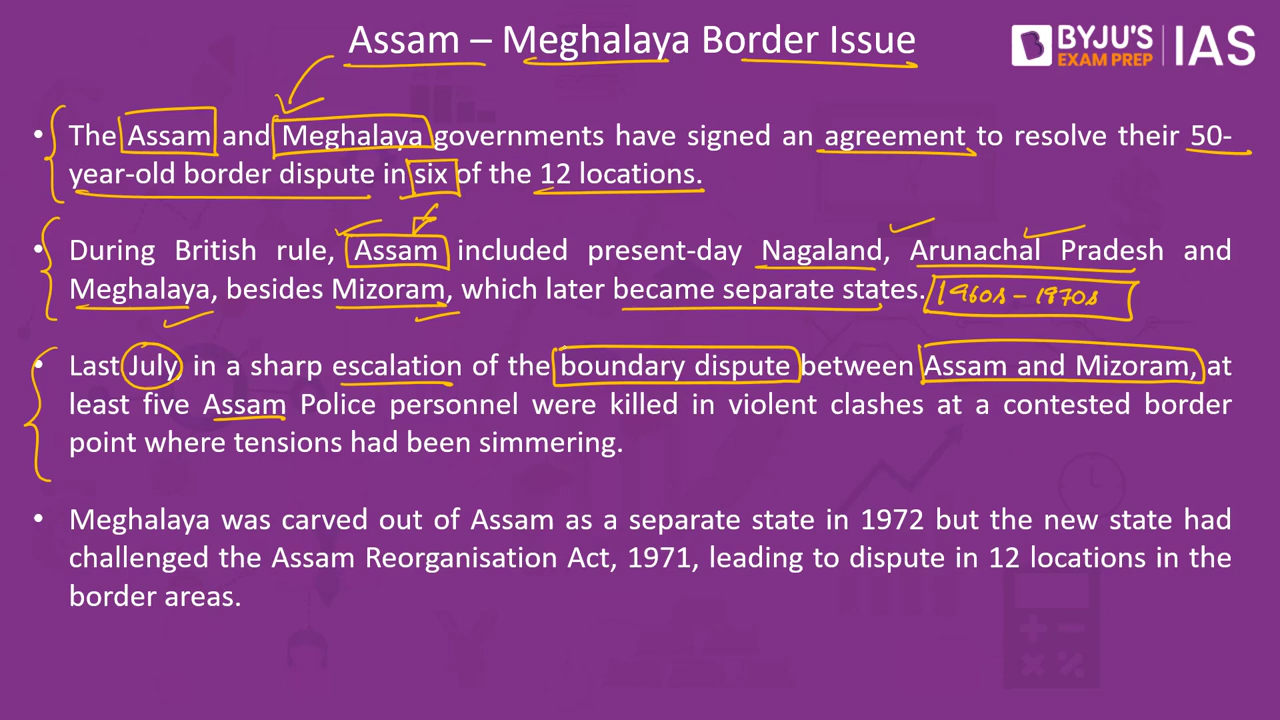 Assam – Meghalaya Border Issue
BYJU'S
EXAM PREP
IAS
• The Assam and Meghalaya governments have signed an agreement to resolve their 50-
year-old border dispute in six of the 12 locations.
• During British rule, Assam included present-day Nagaland, Arunachal Pradesh and
Meghalaya, besides Mizoram, which later became separate states. 1960s – 1970s
• Last July, in a sharp escalation of the boundary dispute between Assam and Mizoram, at
least five Assam Police personnel were killed in violent clashes at a contested border
point where tensions had been simmering.
• Meghalaya was carved out of Assam as a separate state in 1972 but the new state had
challenged the Assam Reorganisation Act, 1971, leading to dispute in 12 locations in the
border areas.